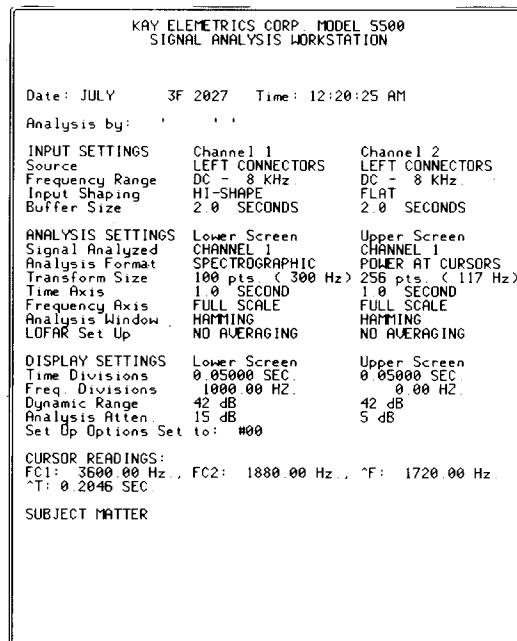 KAY ELEMETRICS CORP. MODEL 5500
SIGNAL ANALYSIS WORKSTATION
Date: JULY 3F 2027 Time: 12:20:25 AM
Analysis by: ' ' '
INPUT SETTINGS Channel 1 Channel 2
Source LEFT CONNECTORS LEFT CONNECTORS
Frequency Range DC - 8 KHz. DC - 8 KHz.
Input Shaping HI-SHAPE FLAT
Buffer Size 2.0 SECONDS 2.0 SECONDS
ANALYSIS SETTINGS Lower Screen Upper Screen
Signal Analyzed CHANNEL 1 CHANNEL 1
Analysis Format SPECTROGRAPHIC POWER AT CURSORS
Transform Size 100 pts. ( 300 Hz) 256 pts. ( 117 Hz)
Time Axis 1.0 SECOND 1.0 SECOND
Frequency Axis FULL SCALE FULL SCALE
Analysis Window HAMMING HAMMING
LOFAR Set Up NO AVERAGING NO AVERAGING
DISPLAY SETTINGS Lower Screen Upper Screen
Time Divisions 0.05000 SEC. 0.05000 SEC.
Freq. Divisions 1000.00 HZ. 0.00 HZ.
Dynamic Range 42 dB 42 dB
Analysis Atten. 15 dB 5 dB
Set Up Options Set to: #00
CURSOR READINGS:
FC1: 3600.00 Hz., FC2: 1880.00 Hz., ^F: 1720.00 Hz.
^T: 0.2046 SEC.
SUBJECT MATTER